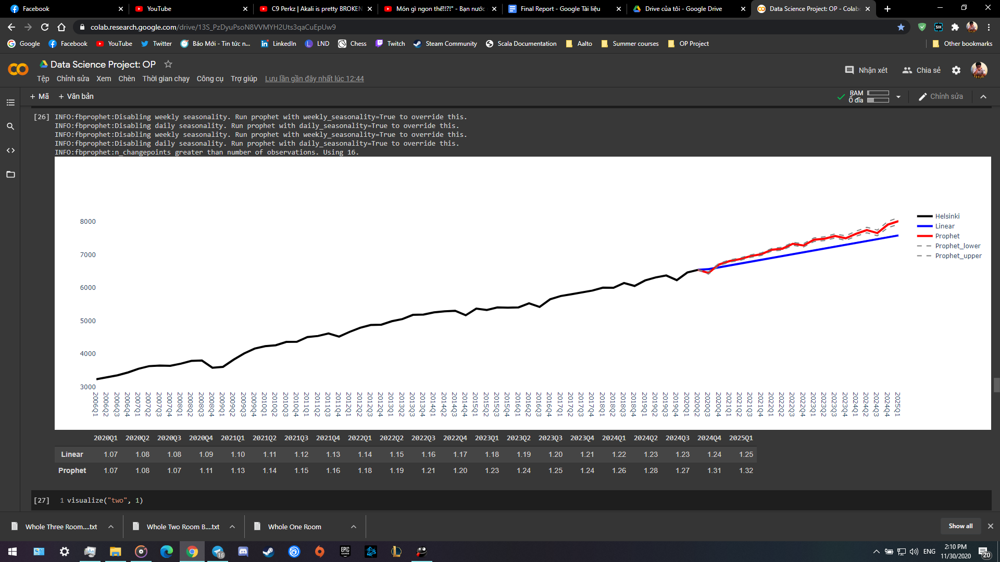 Facebook
YouTube
C9 Perkz | Akali is pretty BROKEN
Món gì ngon thế!!?!" - Bạn nước
Final Report - Google Tài liệu
Drive của tôi - Google Drive
Data Science Project: OP - Colab
colab.research.google.com/drive/13S_PzDyuPsoN8VVMYH2Uts3qaCuEpUw9
Google
Facebook
YouTube
Twitter
Báo Mới - Tin tức n...
LinkedIn
LND
Chess
Twitch
Steam Community
Scala Documentation
Aalto
Summer courses
OP Project
Other bookmarks
Data Science Project: OP
Tệp Chỉnh sửa Xem Chèn Thời gian chạy Công cụ Trợ giúp Lưu lần gần đây nhất lúc 12:44
Nhận xét
Chia sẻ
+ Mã + Văn bản
RAM
Ổ đĩa
Chỉnh sửa
[26] INFO:fbprophet:Disabling weekly seasonality. Run prophet with weekly_seasonality=True to override this.
INFO:fbprophet:Disabling daily seasonality. Run prophet with daily_seasonality=True to override this.
INFO:fbprophet:Disabling weekly seasonality. Run prophet with weekly_seasonality=True to override this.
INFO:fbprophet:Disabling daily seasonality. Run prophet with daily_seasonality=True to override this.
INFO:fbprophet:n_changepoints greater than number of observations. Using 16.
8000
7000
6000
5000
4000
3000
Helsinki
Linear
Prophet
Prophet_lower
Prophet_upper
2006Q1 2006Q2 2006Q3 2006Q4 2007Q1 2007Q2 2007Q3 2007Q4 2008Q1 2008Q2 2008Q3 2008Q4 2009Q1 2009Q2 2009Q3 2009Q4 2010Q1 2010Q2 2010Q3 2010Q4 2011Q1 2011Q2 2011Q3 2011Q4 2012Q1 2012Q2 2012Q3 2012Q4 2013Q1 2013Q2 2013Q3 2013Q4 2014Q1 2014Q2 2014Q3 2014Q4 2015Q1 2015Q2 2015Q3 2015Q4 2016Q1 2016Q2 2016Q3 2016Q4 2017Q1 2017Q2 2017Q3 2017Q4 2018Q1 2018Q2 2018Q3 2018Q4 2019Q1 2019Q2 2019Q3 2019Q4 2020Q1 2020Q2 2020Q3 2020Q4 2021Q1 2021Q2 2021Q3 2021Q4 2022Q1 2022Q2 2022Q3 2022Q4 2023Q1 2023Q2 2023Q3 2023Q4 2024Q1 2024Q2 2024Q3 2024Q4 2025Q1
2020Q1 2020Q2 2020Q3 2020Q4 2021Q1 2021Q2 2021Q3 2021Q4 2022Q1 2022Q2 2022Q3 2022Q4 2023Q1 2023Q2 2023Q3 2023Q4 2024Q1 2024Q2 2024Q3 2024Q4 2025Q1
Linear 1.07 1.08 1.08 1.09 1.10 1.11 1.12 1.13 1.14 1.15 1.16 1.17 1.18 1.19 1.20 1.21 1.22 1.23 1.23 1.24 1.25
Prophet 1.07 1.08 1.07 1.11 1.13 1.14 1.15 1.16 1.18 1.19 1.21 1.20 1.23 1.24 1.25 1.24 1.26 1.28 1.27 1.31 1.32
[27] 1 visualize("two", 1)
Whole Three Room....txt
Whole Two Room B....txt
Whole One Room
Show all
16
EPIC GAMES
ENG
2:10 PM
11/30/2020
20